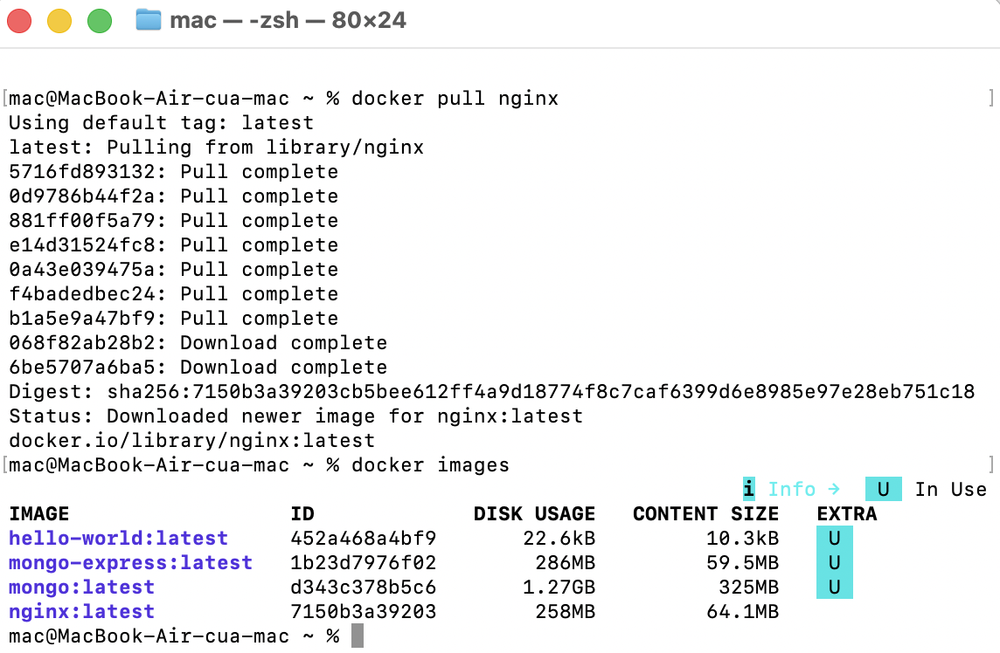 mac — -zsh — 80×24
[mac@MacBook-Air-cua-mac ~ % docker pull nginx ]
Using default tag: latest
latest: Pulling from library/nginx
5716fd893132: Pull complete
0d9786b44f2a: Pull complete
881ff00f5a79: Pull complete
e14d31524fc8: Pull complete
0a43e039475a: Pull complete
f4badedbec24: Pull complete
b1a5e9a47bf9: Pull complete
068f82ab28b2: Download complete
6be5707a6ba5: Download complete
Digest: sha256:7150b3a39203cb5bee612ff4a9d18774f8c7caf6399d6e8985e97e28eb751c18
Status: Downloaded newer image for nginx:latest
docker.io/library/nginx:latest
[mac@MacBook-Air-cua-mac ~ % docker images ]
i Info → U In Use
IMAGE ID DISK USAGE CONTENT SIZE EXTRA
hello-world:latest 452a468a4bf9 22.6kB 10.3kB U
mongo-express:latest 1b23d7976f02 286MB 59.5MB U
mongo:latest d343c378b5c6 1.27GB 325MB U
nginx:latest 7150b3a39203 258MB 64.1MB
mac@MacBook-Air-cua-mac ~ %